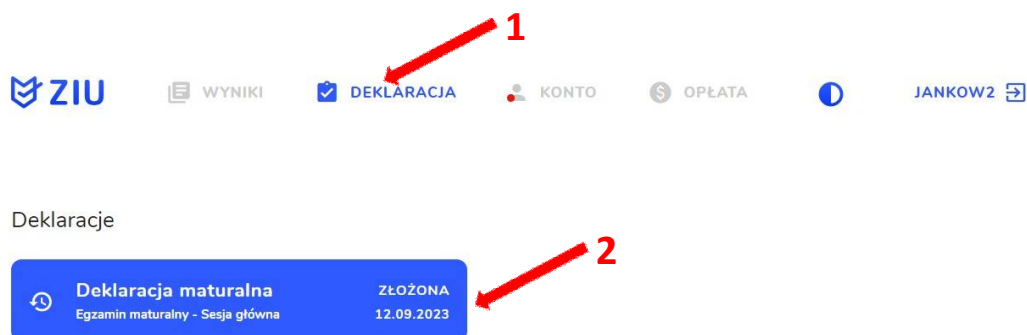 1
ZIU WYNIKI DEKLARACJA KONTO OPŁATA JANKOW2
Deklaracje
2
Deklaracja maturalna ZŁOŻONA
Egzamin maturalny - Sesja główna 12.09.2023